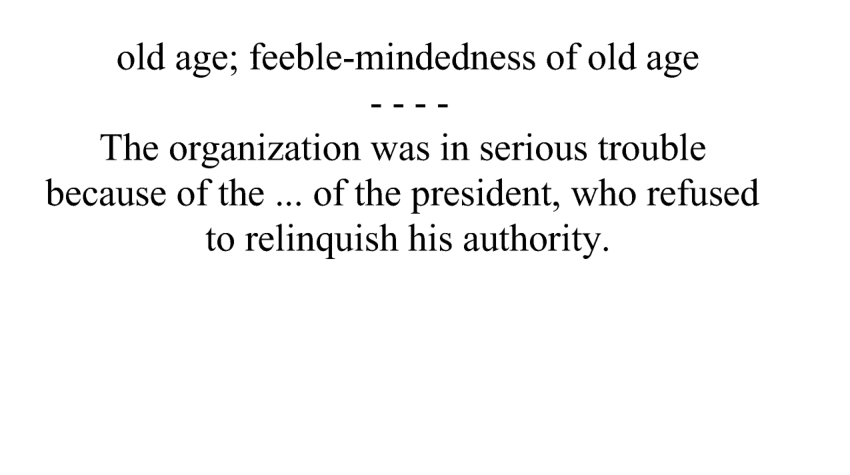 old age; feeble-mindedness of old age
- - - -
The organization was in serious trouble
because of the ... of the president, who refused
to relinquish his authority.